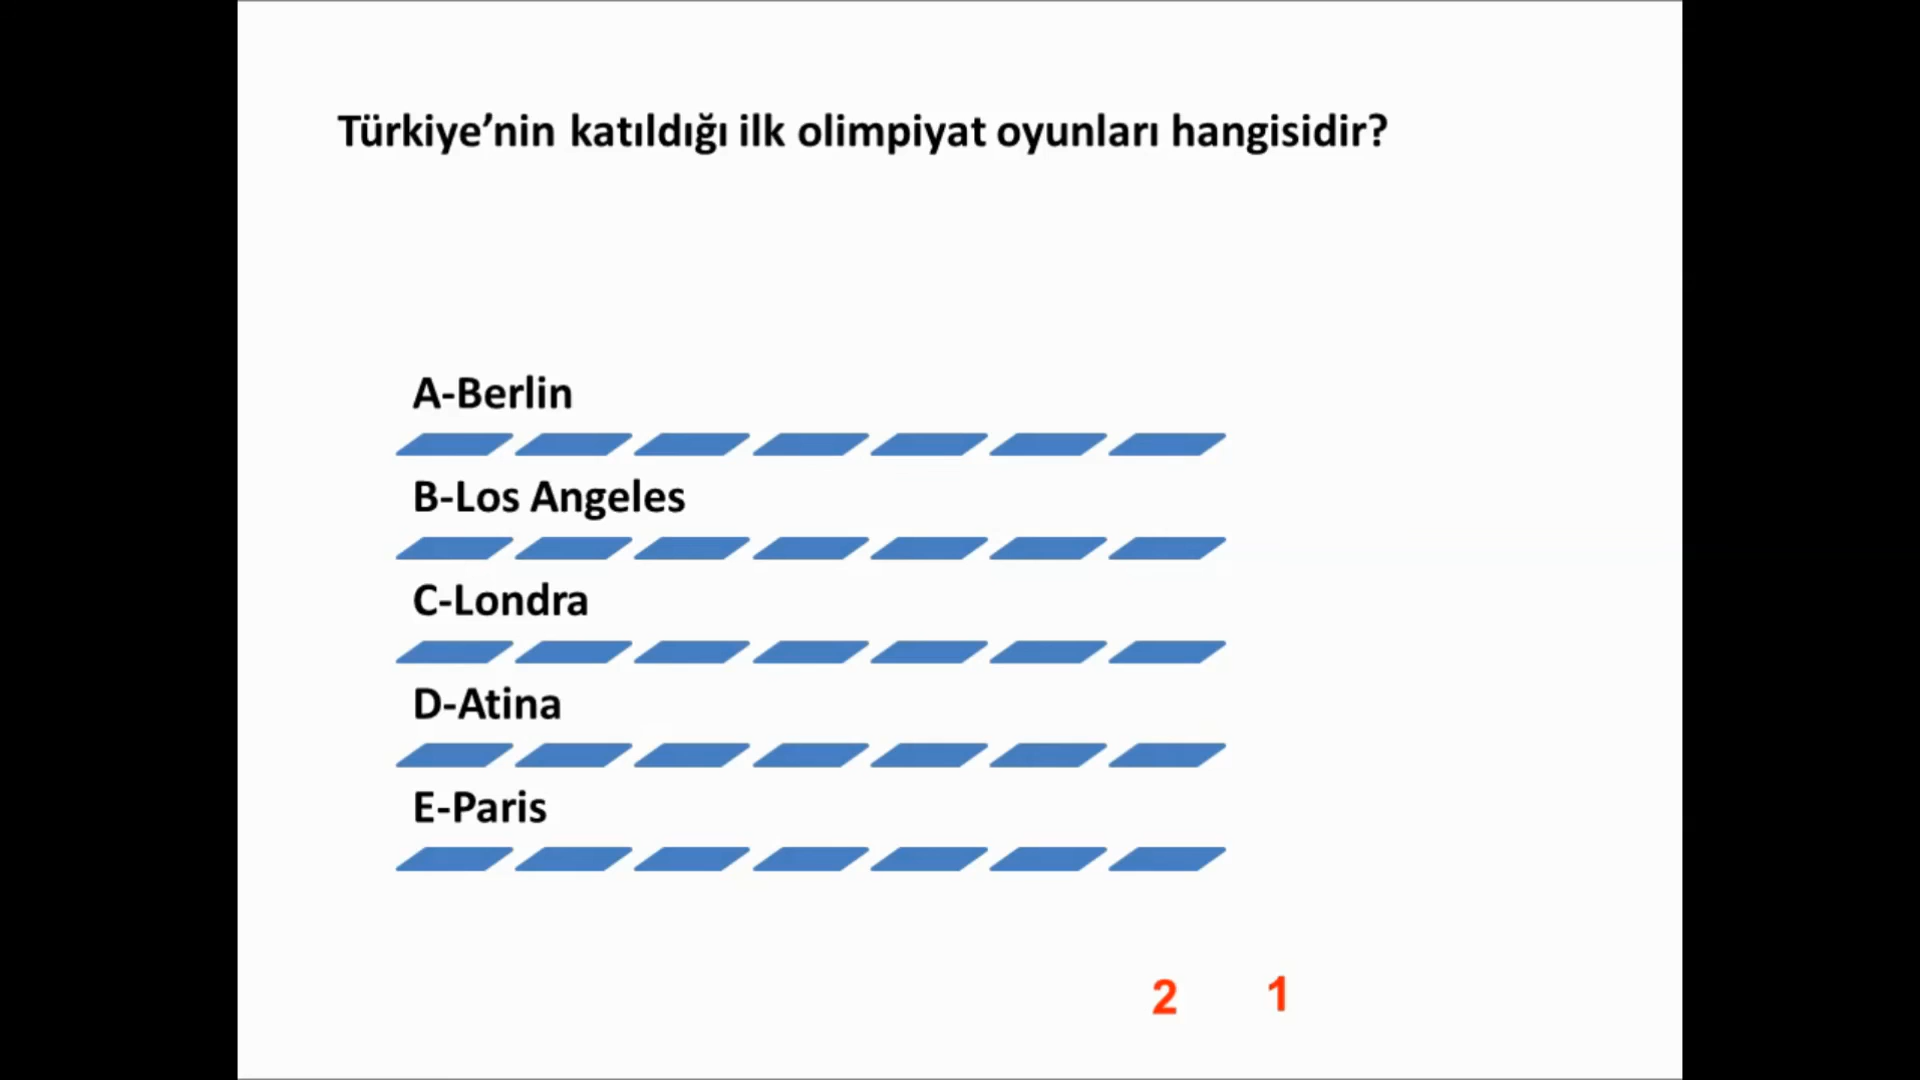 Türkiye’nin katıldığı ilk olimpiyat oyunları hangisidir?
A-Berlin
B-Los Angeles
C-Londra
D-Atina
E-Paris
2 1